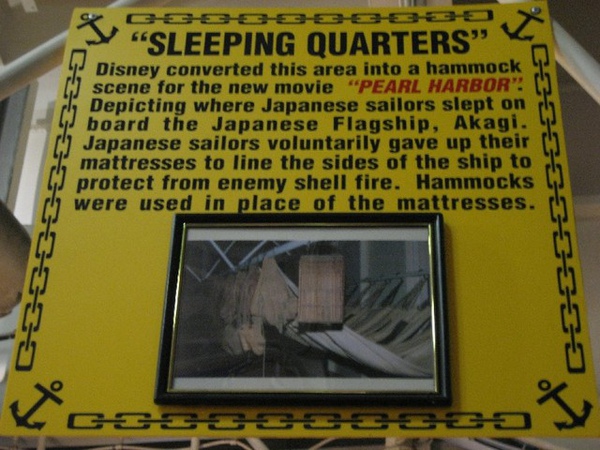 "SLEEPING QUARTERS"
Disney converted this area into a hammock
scene for the new movie "PEARL HARBOR".
Depicting where Japanese sailors slept on
board the Japanese Flagship, Akagi.
Japanese sailors voluntarily gave up their
mattresses to line the sides of the ship to
protect from enemy shell fire. Hammocks
were used in place of the mattresses.